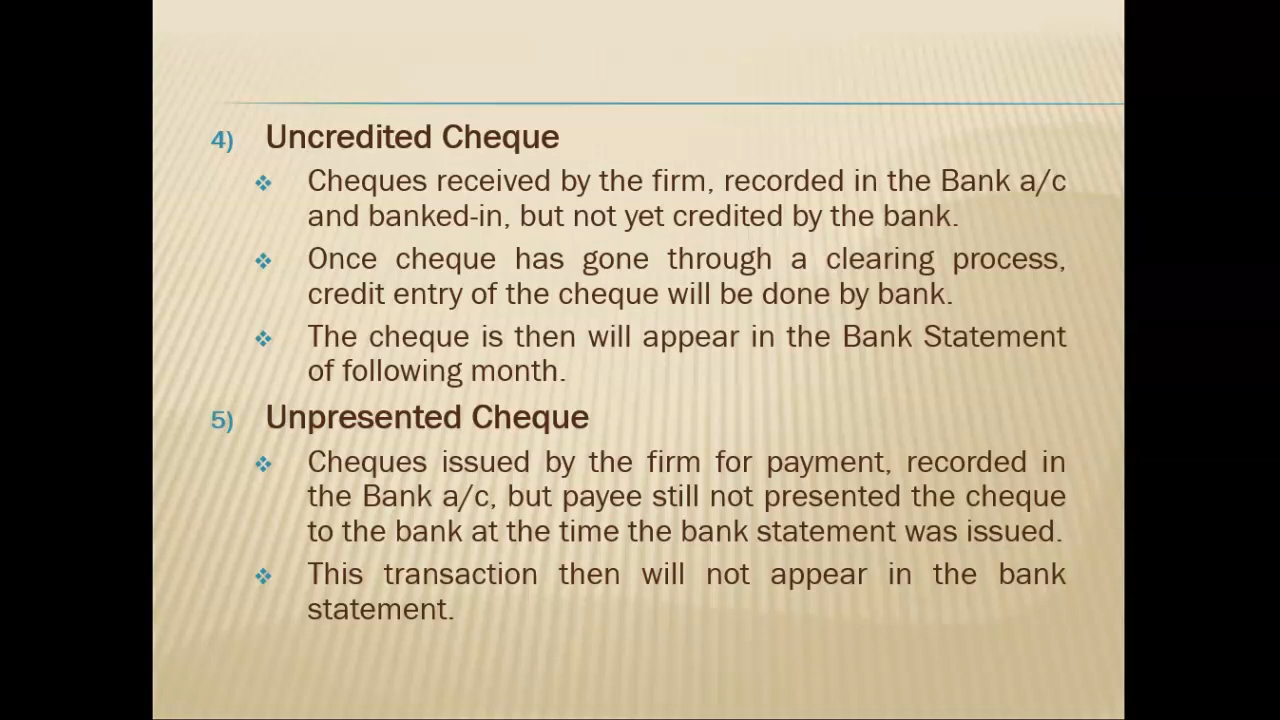 4) Uncredited Cheque
❖ Cheques received by the firm, recorded in the Bank a/c
and banked-in, but not yet credited by the bank.
❖ Once cheque has gone through a clearing process,
credit entry of the cheque will be done by bank.
❖ The cheque is then will appear in the Bank Statement
of following month.
5) Unpresented Cheque
❖ Cheques issued by the firm for payment, recorded in
the Bank a/c, but payee still not presented the cheque
to the bank at the time the bank statement was issued.
❖ This transaction then will not appear in the bank
statement.